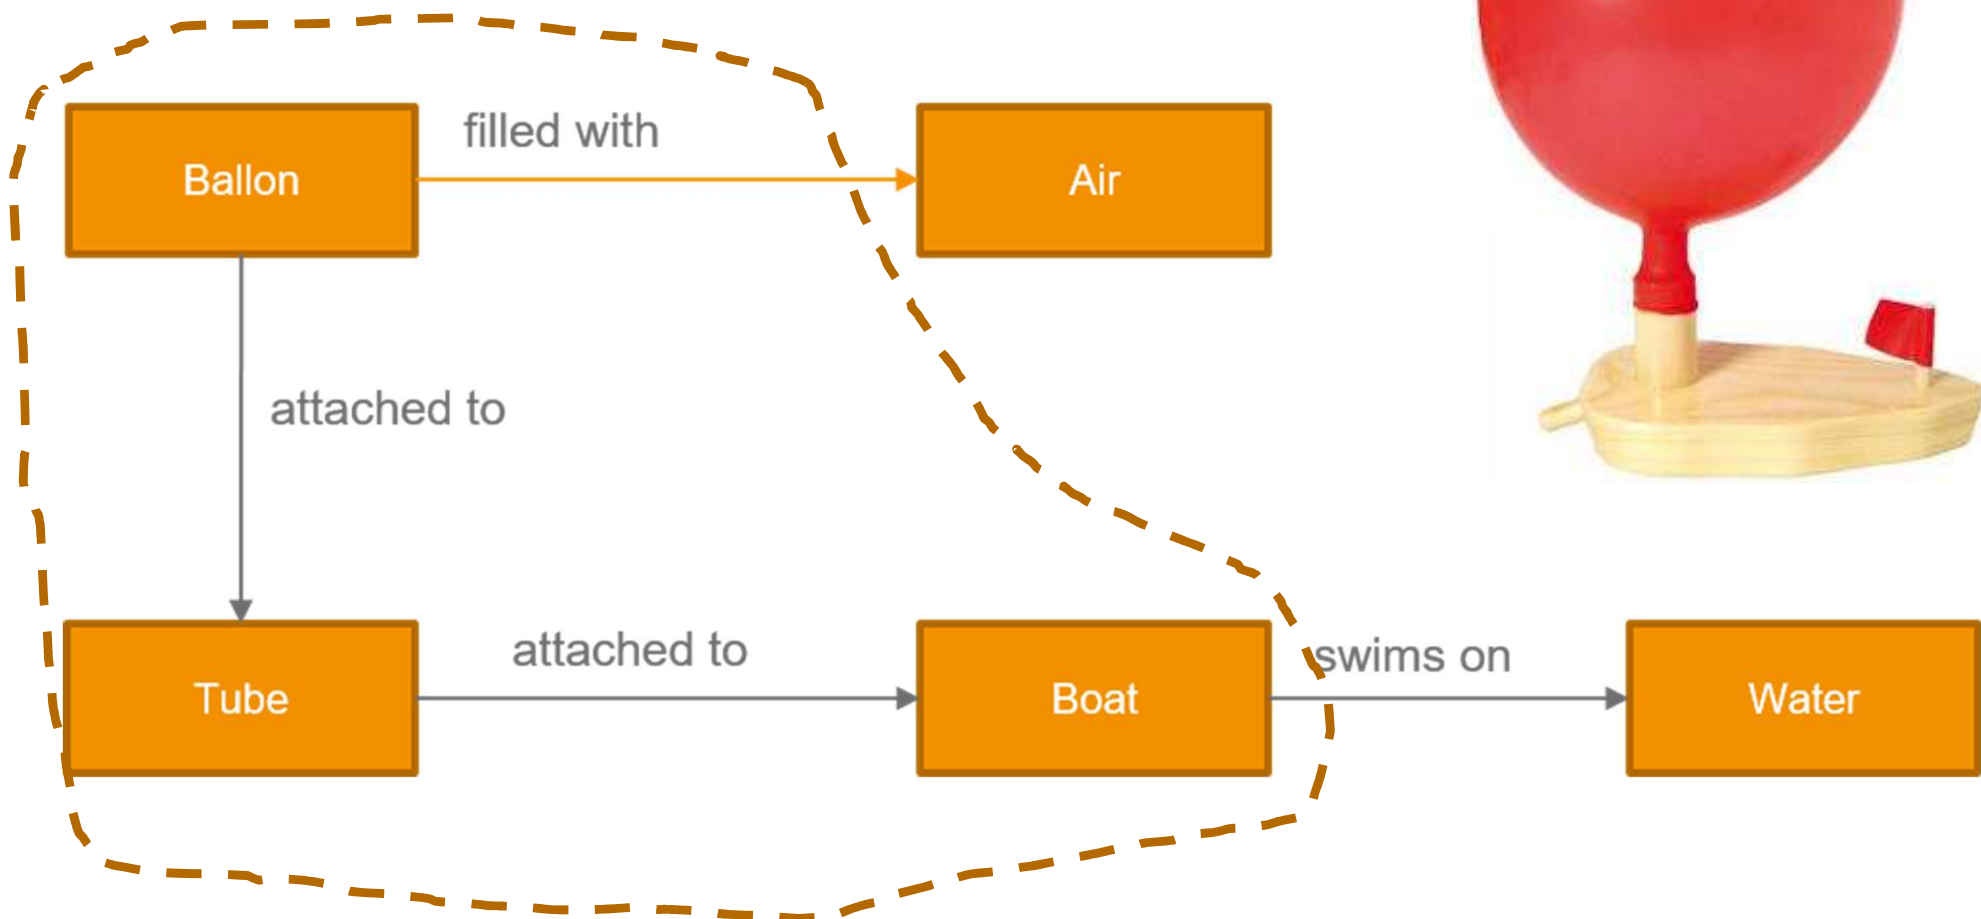 filled with
Ballon
Air
attached to
attached to
swims on
Tube
Boat
Water